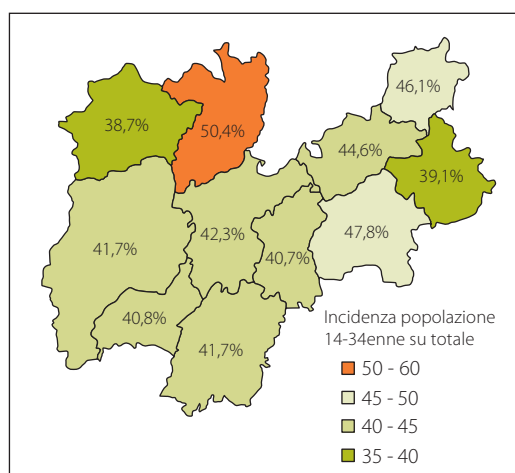 46,1%
38,7%
50,4%
44,6%
39,1%
42,3%
47,8%
41,7%
40,7%
40,8%
41,7%
Incidenza popolazione
14-34enne su totale
50 - 60
45 - 50
40 - 45
35 - 40